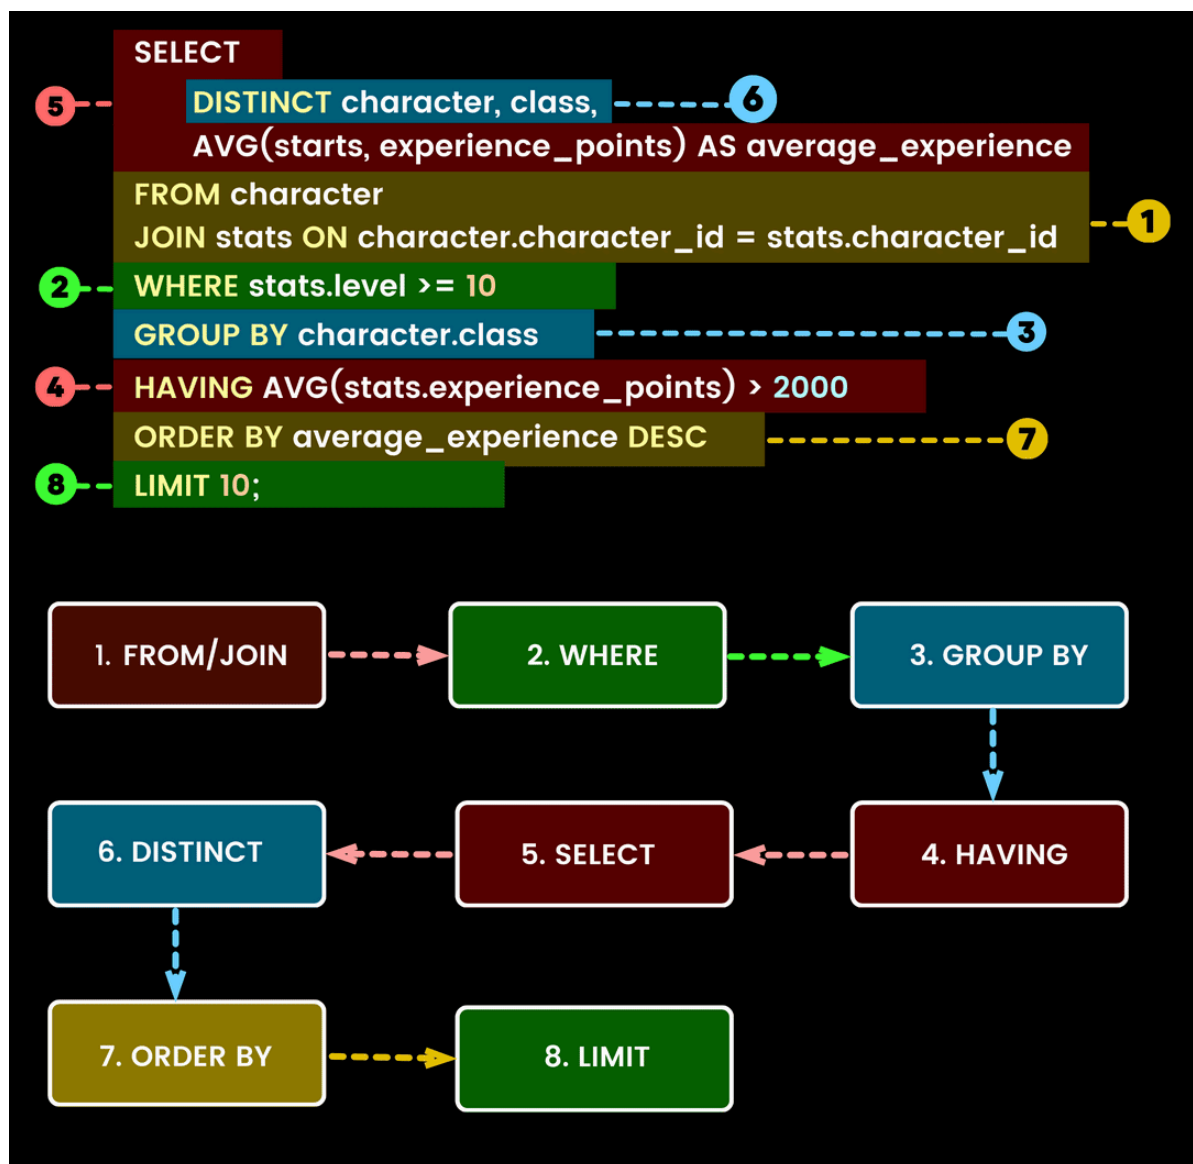 SELECT
5
DISTINCT character, class,
6
AVG(starts, experience_points) AS average_experience
FROM character
1
JOIN stats ON character.character_id = stats.character_id
2
WHERE stats.level >= 10
GROUP BY character.class
3
4
HAVING AVG(stats.experience_points) > 2000
ORDER BY average_experience DESC
7
8
LIMIT 10;
1. FROM/JOIN
2. WHERE
3. GROUP BY
4. HAVING
5. SELECT
6. DISTINCT
7. ORDER BY
8. LIMIT